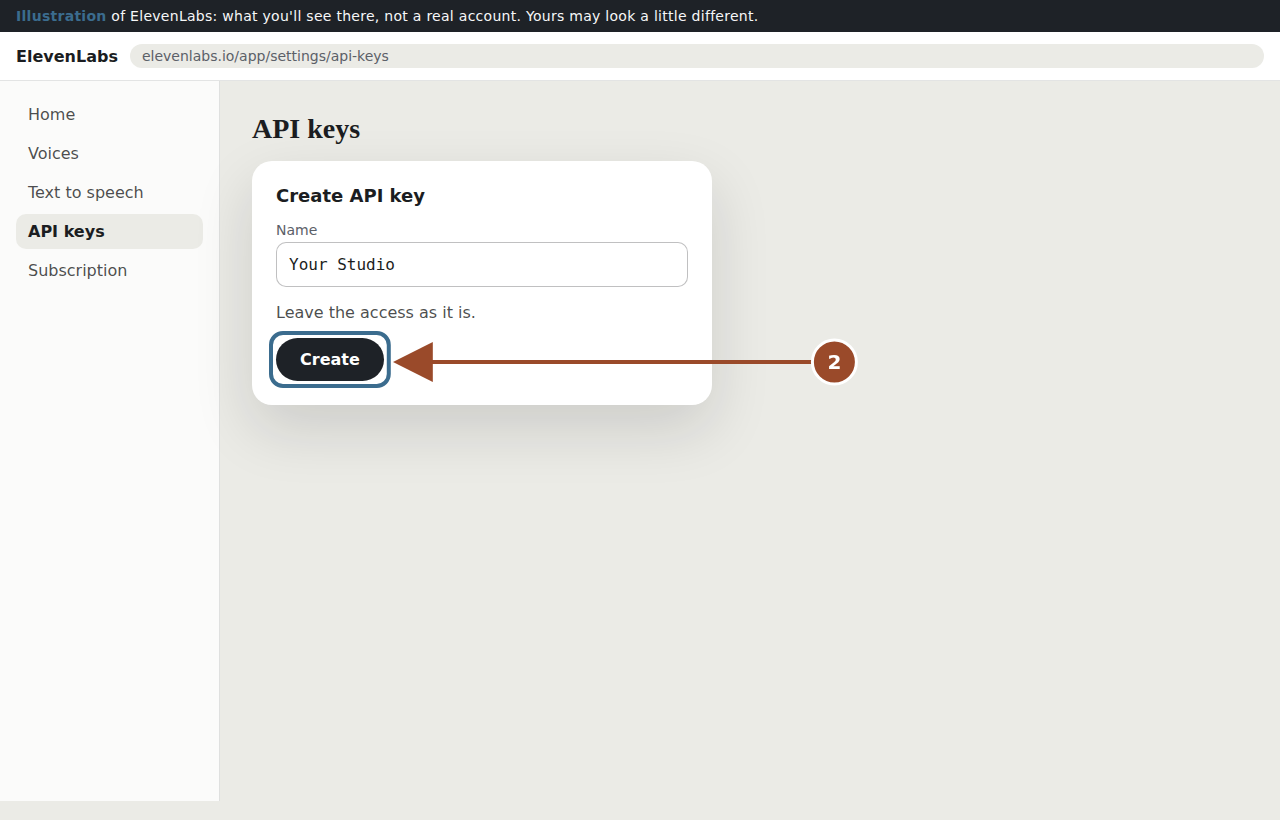 Illustration of ElevenLabs: what you'll see there, not a real account. Yours may look a little different.
ElevenLabs
elevenlabs.io/app/settings/api-keys
Home
Voices
Text to speech
API keys
Subscription
API keys
Create API key
Name
Your Studio
Leave the access as it is.
Create
2